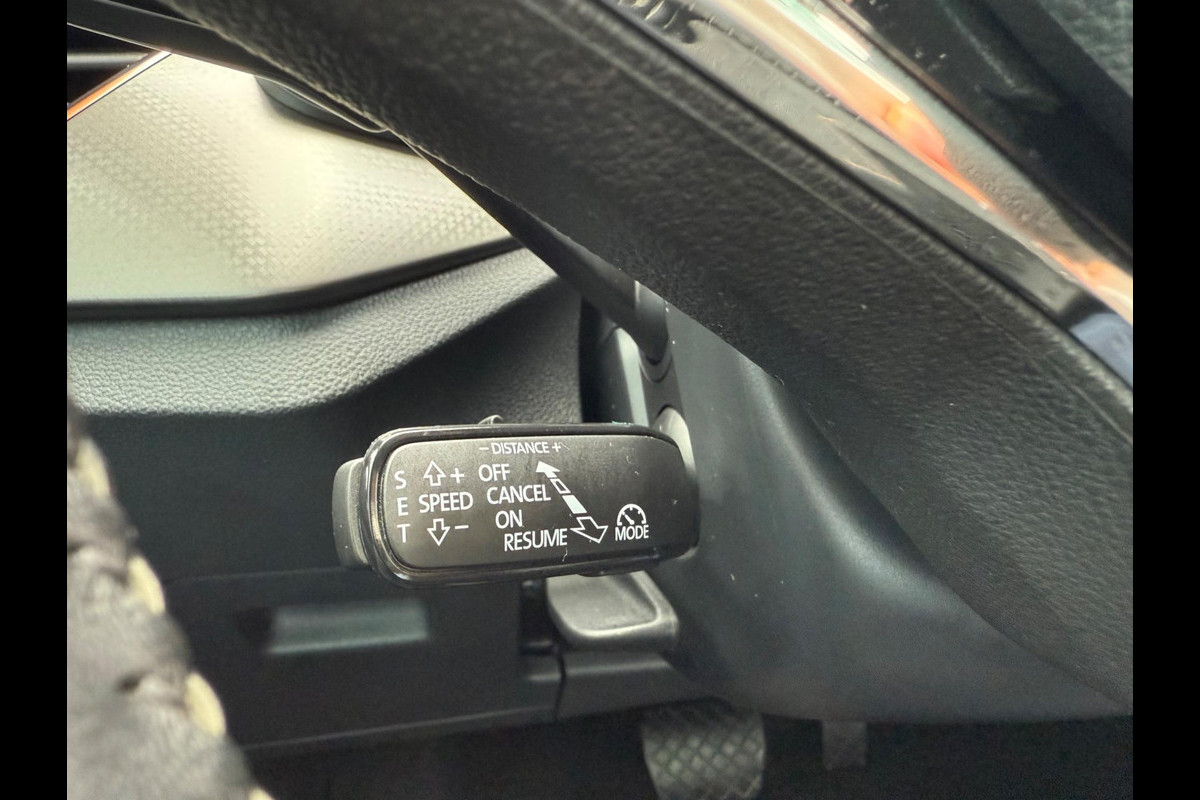 − DISTANCE +
S + OFF
E SPEED CANCEL
T − ON
RESUME MODE